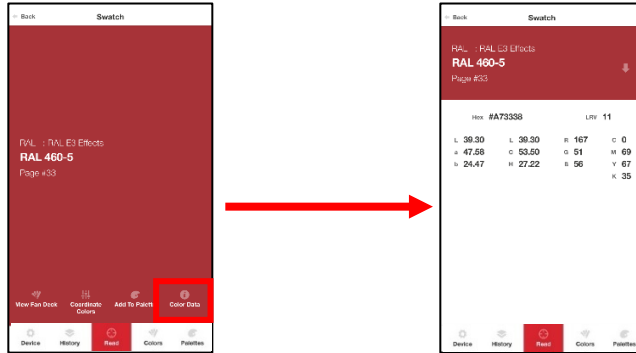 Back Swatch
RAL : RAL E3 Effects
RAL 460-5
Page #33
View Fan Deck Coordinate Colors Add To Palette Color Data
Device History Read Colors Palettes
Back Swatch
RAL : RAL E3 Effects
RAL 460-5
Page #33
Hex #A73338 LRV 11
L 39.30 L 39.30 R 167 C 0
a 47.58 C 53.50 G 51 M 69
b 24.47 H 27.22 B 56 Y 67
K 35
Device History Read Colors Palettes